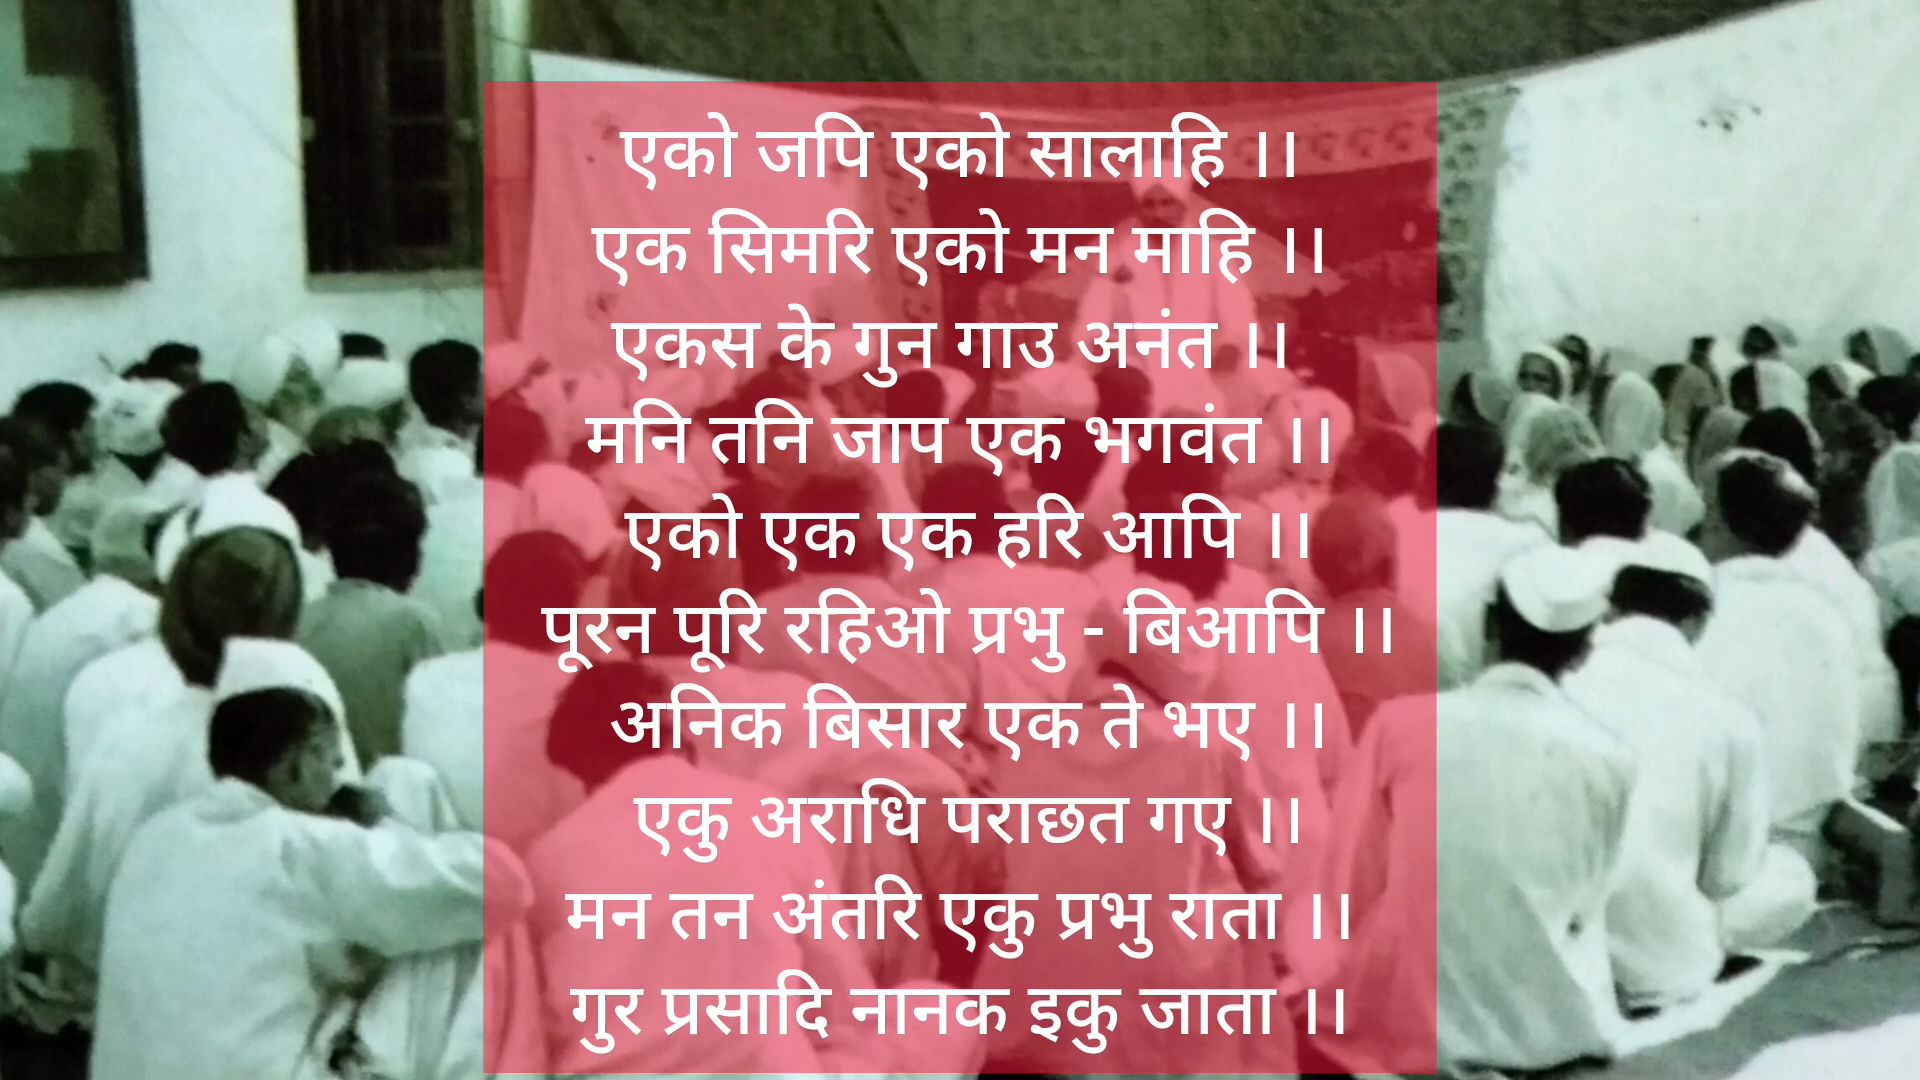 एको जपि एको सालाहि ।।
एक सिमरि एको मन माहि ।।
एकस के गुन गाउ अनंत ।।
मनि तनि जाप एक भगवंत ।।
एको एक एक हरि आपि ।।
पूरन पूरि रहिओ प्रभु - बिआपि ।।
अनिक बिसार एक ते भए ।।
एकु अराधि पराछत गए ।।
मन तन अंतरि एकु प्रभु राता ।।
गुर प्रसादि नानक इकु जाता ।।